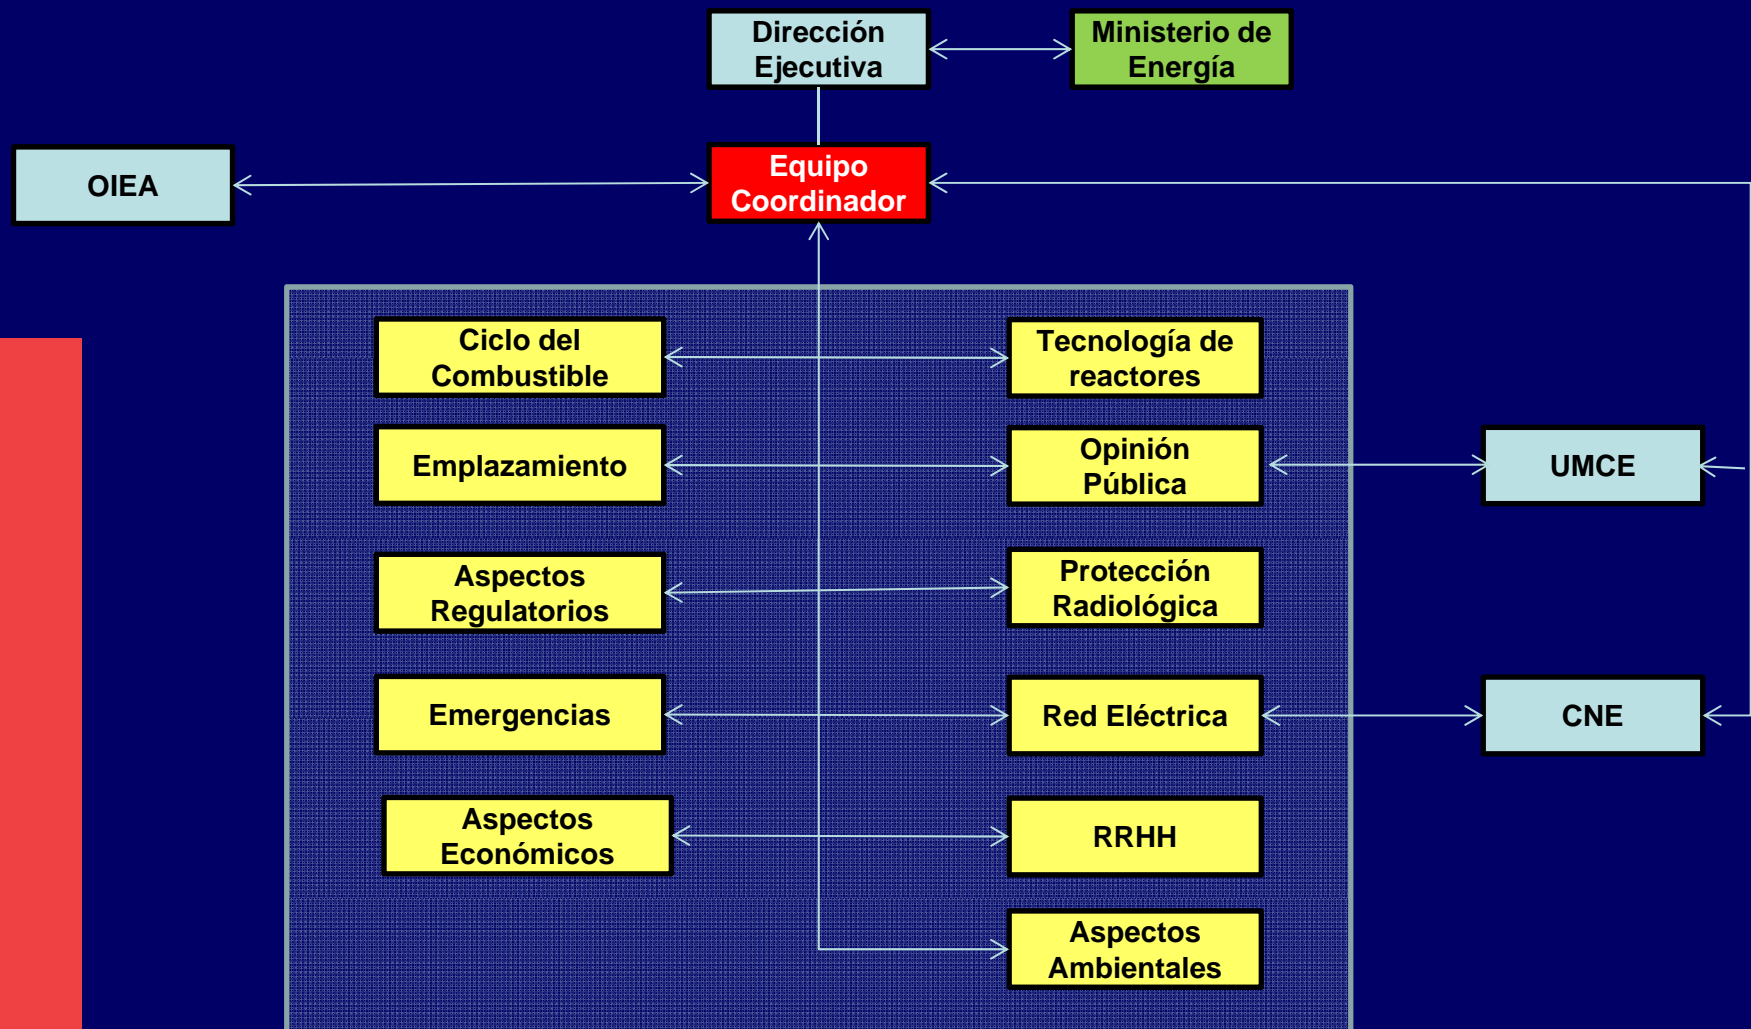 Dirección
Ejecutiva
Ministerio de
Energía
OIEA
Equipo
Coordinador
Ciclo del
Combustible
Tecnología de
reactores
Emplazamiento
Opinión
Pública
UMCE
Aspectos
Regulatorios
Protección
Radiológica
Emergencias
Red Eléctrica
CNE
Aspectos
Económicos
RRHH
Aspectos
Ambientales